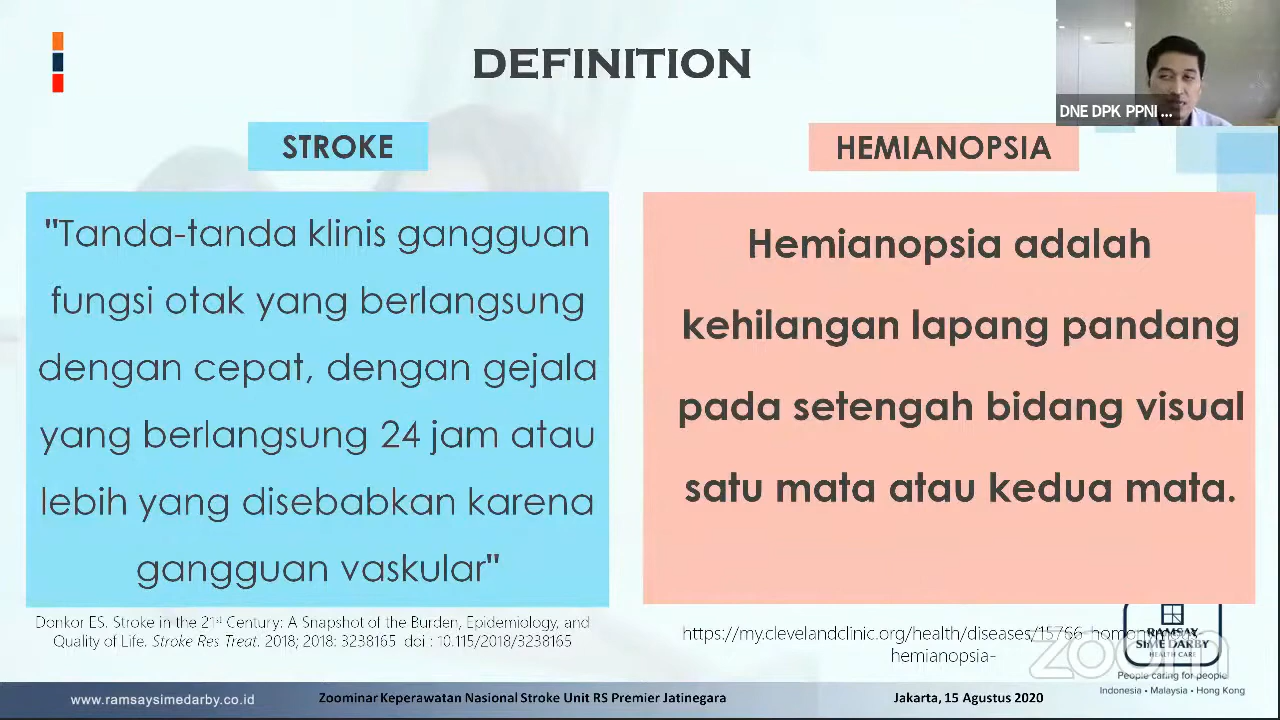 DEFINITION
DNE DPK PPNI ...
STROKE
"Tanda-tanda klinis gangguan
fungsi otak yang berlangsung
dengan cepat, dengan gejala
yang berlangsung 24 jam atau
lebih yang disebabkan karena
gangguan vaskular"
Donkor ES. Stroke in the 21st Century: A Snapshot of the Burden, Epidemiology, and
Quality of Life. Stroke Res Treat. 2018; 2018: 3238165 doi: 10.1155/2018/3238165
HEMIANOPSIA
Hemianopsia adalah
kehilangan lapang pandang
pada setengah bidang visual
satu mata atau kedua mata.
https://my.clevelandclinic.org/health/diseases/15766
hemianopsia-
RAMSAY
SIME DARBY
HEALTH CARE
zoom
People caring for people
Indonesia • Malaysia • Hong Kong
www.ramsaysimedarby.co.id
Zoominar Keperawatan Nasional Stroke Unit RS Premier Jatinegara
Jakarta, 15 Agustus 2020